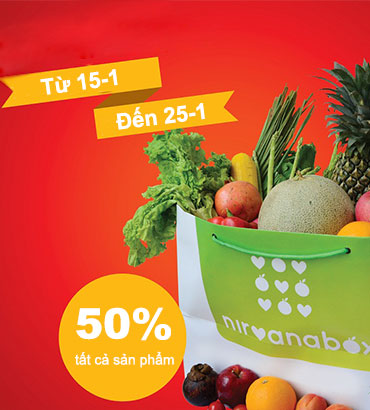 Từ 15-1
Đến 25-1
nirvanabox
50%
tất cả sản phẩm